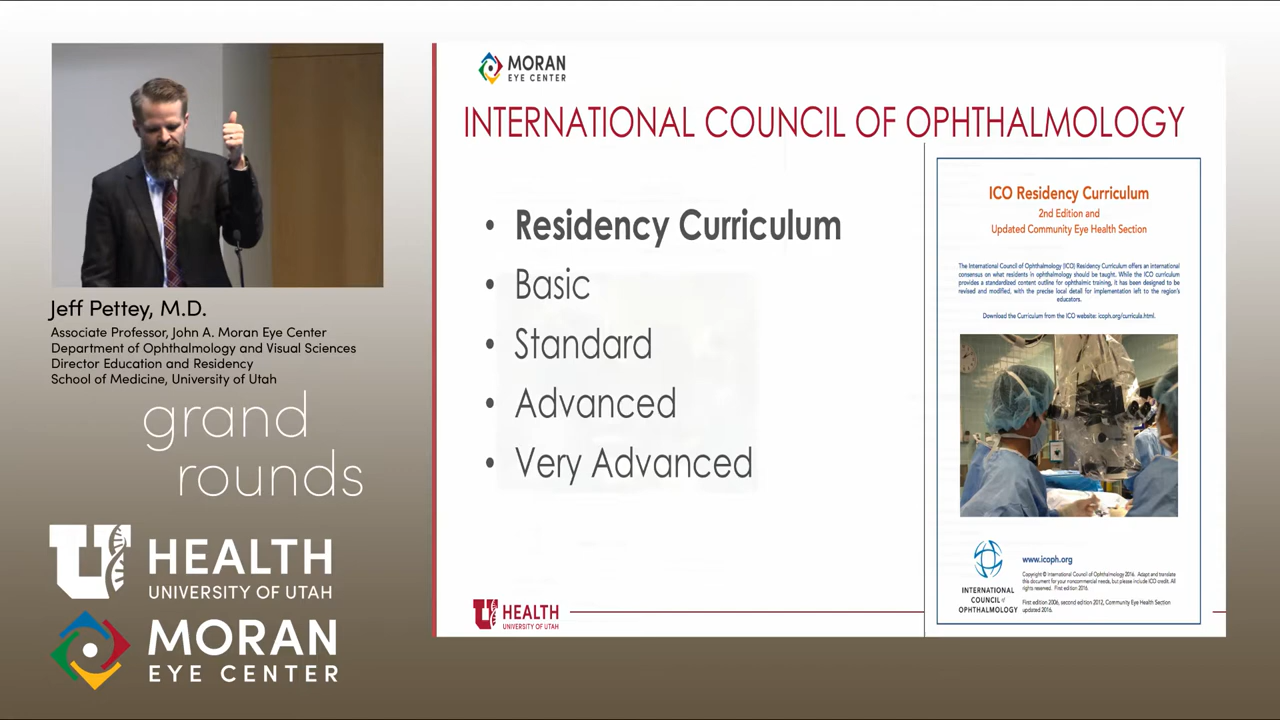 Jeff Pettey, M.D.
Associate Professor, John A. Moran Eye Center
Department of Ophthalmology and Visual Sciences
Director Education and Residency
School of Medicine, University of Utah
grand
rounds
U HEALTH
UNIVERSITY OF UTAH
MORAN
EYE CENTER
MORAN
EYE CENTER
INTERNATIONAL COUNCIL OF OPHTHALMOLOGY
• Residency Curriculum
• Basic
• Standard
• Advanced
• Very Advanced
U HEALTH
UNIVERSITY OF UTAH
ICO Residency Curriculum
2nd Edition and
Updated Community Eye Health Section
The International Council of Ophthalmology (ICO) Residency Curriculum offers an international
consensus on what residents in ophthalmology should be taught. While the ICO curriculum
provides a standardized content outline for ophthalmic training, it has been designed to be
revised and modified, with the precise local detail for implementation left to the region's
educators.
Download the Curriculum from the ICO website: icoph.org/curricula.html.
INTERNATIONAL
COUNCIL of
OPHTHALMOLOGY
www.icoph.org
Copyright © International Council of Ophthalmology 2016. Adapt and translate
this document for your noncommercial needs, but please include ICO credit. All
rights reserved. First edition 2016
First edition 2006, second edition 2012, Community Eye Health Section
updated 2016.